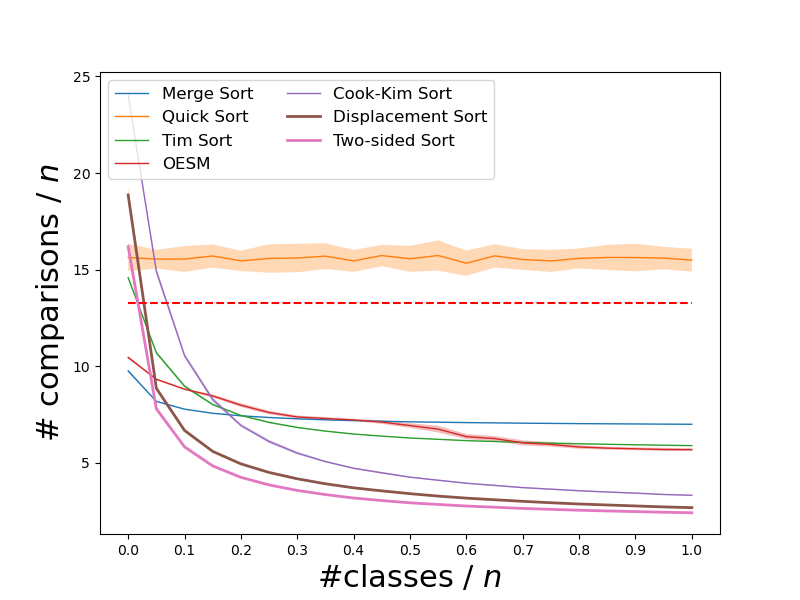 25
20
15
10
5
# comparisons / n
Merge Sort
Quick Sort
Tim Sort
OESM
Cook-Kim Sort
Displacement Sort
Two-sided Sort
0.0 0.1 0.2 0.3 0.4 0.5 0.6 0.7 0.8 0.9 1.0
#classes / n